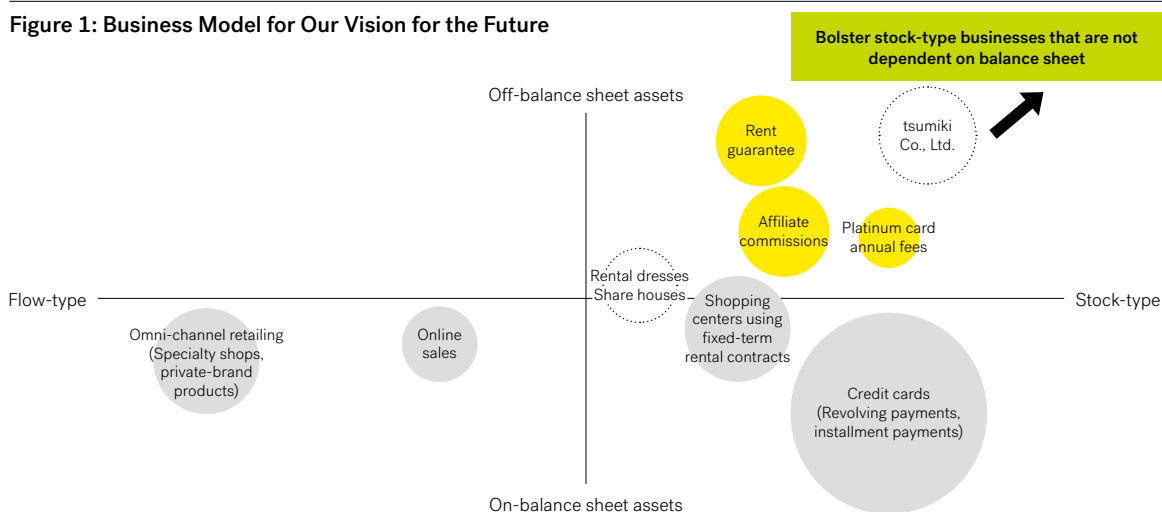 Figure 1: Business Model for Our Vision for the Future
Bolster stock-type businesses that are not
dependent on balance sheet
Off-balance sheet assets
Rent
guarantee
tsumiki
Co., Ltd.
Affiliate
commissions
Platinum card
annual fees
Rental dresses
Share houses
Flow-type
Stock-type
Shopping
centers using
fixed-term
rental contracts
Omni-channel retailing
(Specialty shops,
private-brand
products)
Online
sales
Credit cards
(Revolving payments,
installment payments)
On-balance sheet assets